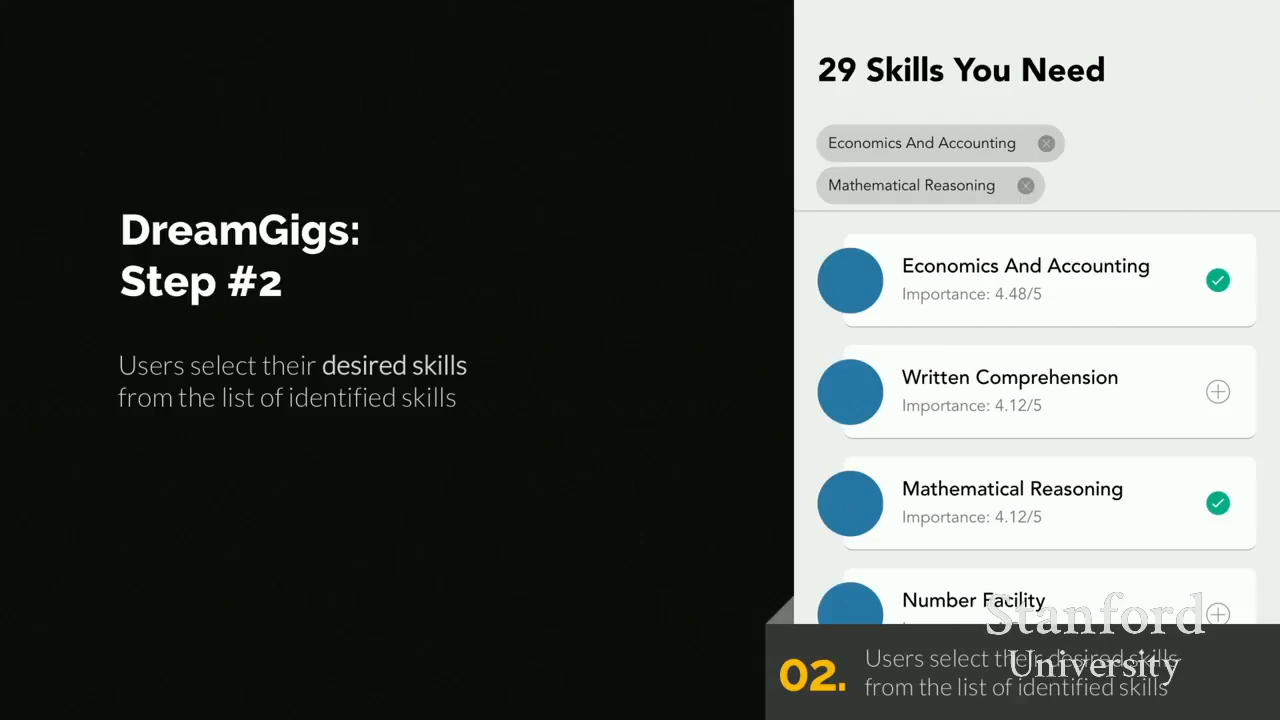 DreamGigs:
Step #2
Users select their desired skills
from the list of identified skills
29 Skills You Need
Economics And Accounting
Mathematical Reasoning
Economics And Accounting
Importance: 4.48/5
Written Comprehension
Importance: 4.12/5
Mathematical Reasoning
Importance: 4.12/5
Number Facility
02.
Users select their desired skills
from the list of identified skills
Stanford
University